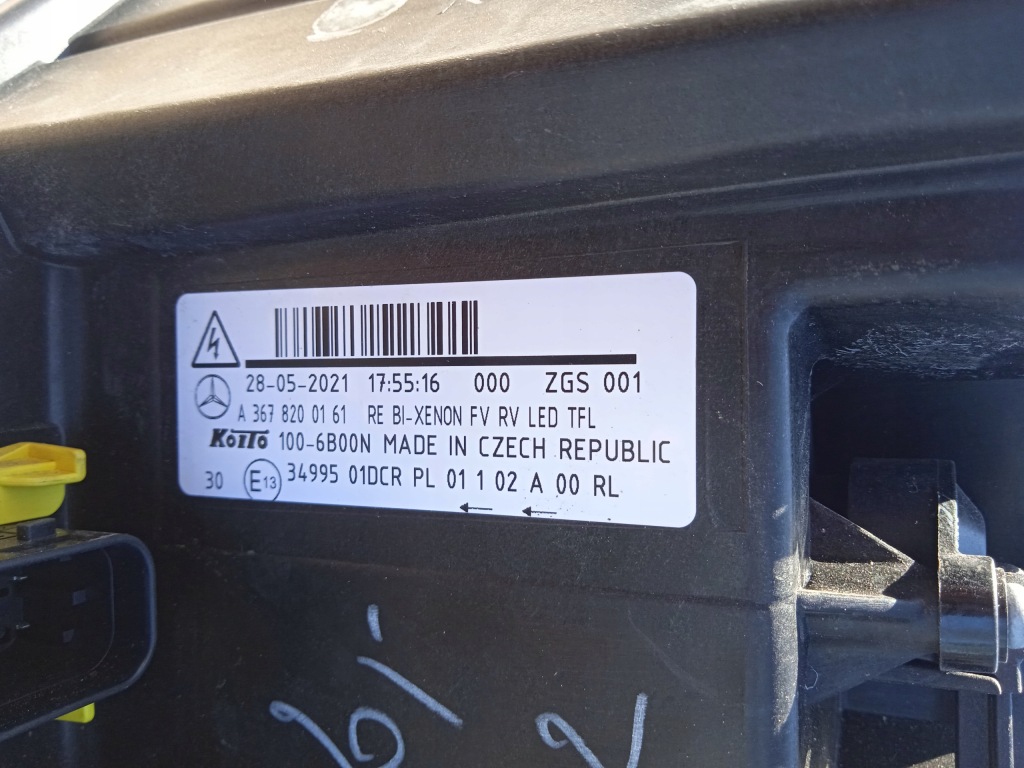 28-05-2021 17:55:16 000 ZGS 001
A 367 820 01 61 RE BI-XENON FV RV LED TFL
100-6B00N MADE IN CZECH REPUBLIC
30 E13 34995 01DCR PL 01 1 02 A 00 RL